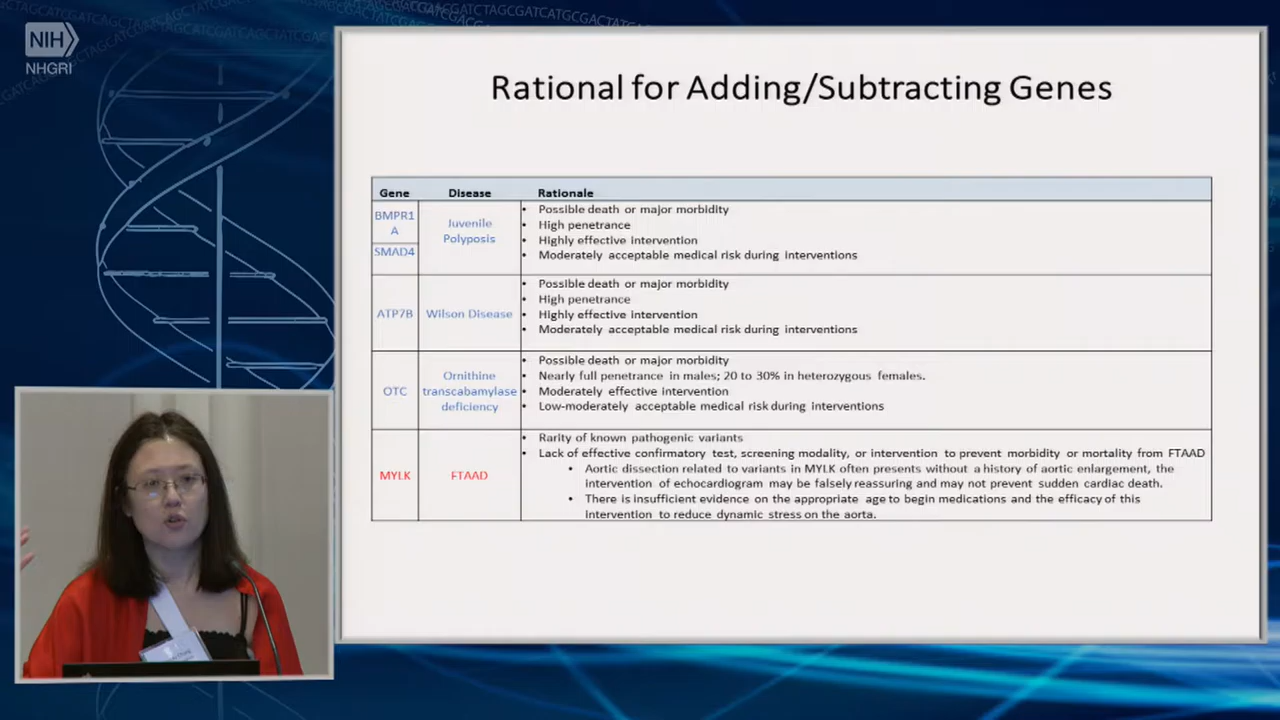 NIH
NHGRI
Rational for Adding/Subtracting Genes
Gene Disease Rationale
BMPR1
A
SMAD4
Juvenile
Polyposis
• Possible death or major morbidity
• High penetrance
• Highly effective intervention
• Moderately acceptable medical risk during interventions
ATP7B
Wilson Disease
• Possible death or major morbidity
• High penetrance
• Highly effective intervention
• Moderately acceptable medical risk during interventions
OTC
Ornithine
transcabamylase
deficiency
• Possible death or major morbidity
• Nearly full penetrance in males; 20 to 30% in heterozygous females.
• Moderately effective intervention
• Low-moderately acceptable medical risk during interventions
MYLK
FTAAD
• Rarity of known pathogenic variants
• Lack of effective confirmatory test, screening modality, or intervention to prevent morbidity or mortality from FTAAD
• Aortic dissection related to variants in MYLK often presents without a history of aortic enlargement, the
intervention of echocardiogram may be falsely reassuring and may not prevent sudden cardiac death.
• There is insufficient evidence on the appropriate age to begin medications and the efficacy of this
intervention to reduce dynamic stress on the aorta.